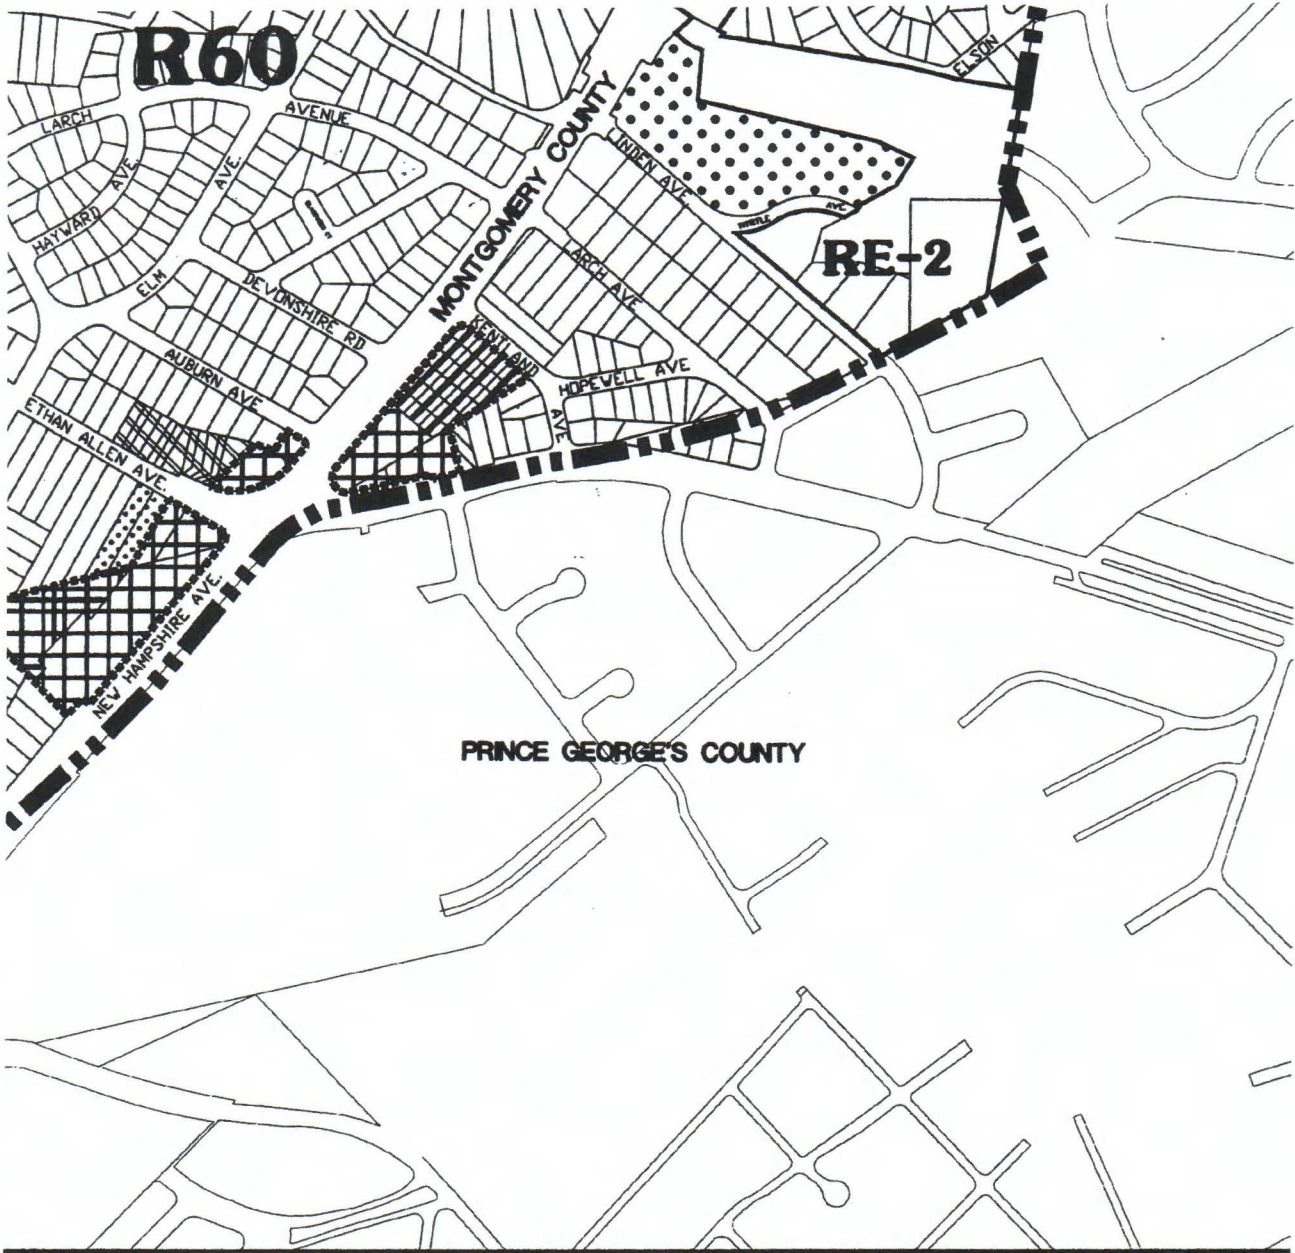 R60
ELSON
LARCH
AVENUE
AVE.
AVE.
HAYWARD
MONTGOMERY COUNTY
LINDEN AVE.
MYRTLE AVE.
RE-2
ELM
DEVONSHIRE RD
ARCH AVE
KENTLAND
AVE
HOPEWELL AVE
AUBURN AVE
ETHAN ALLEN AVE.
NEW HAMPSHIRE AVE.
PRINCE GEORGE'S COUNTY